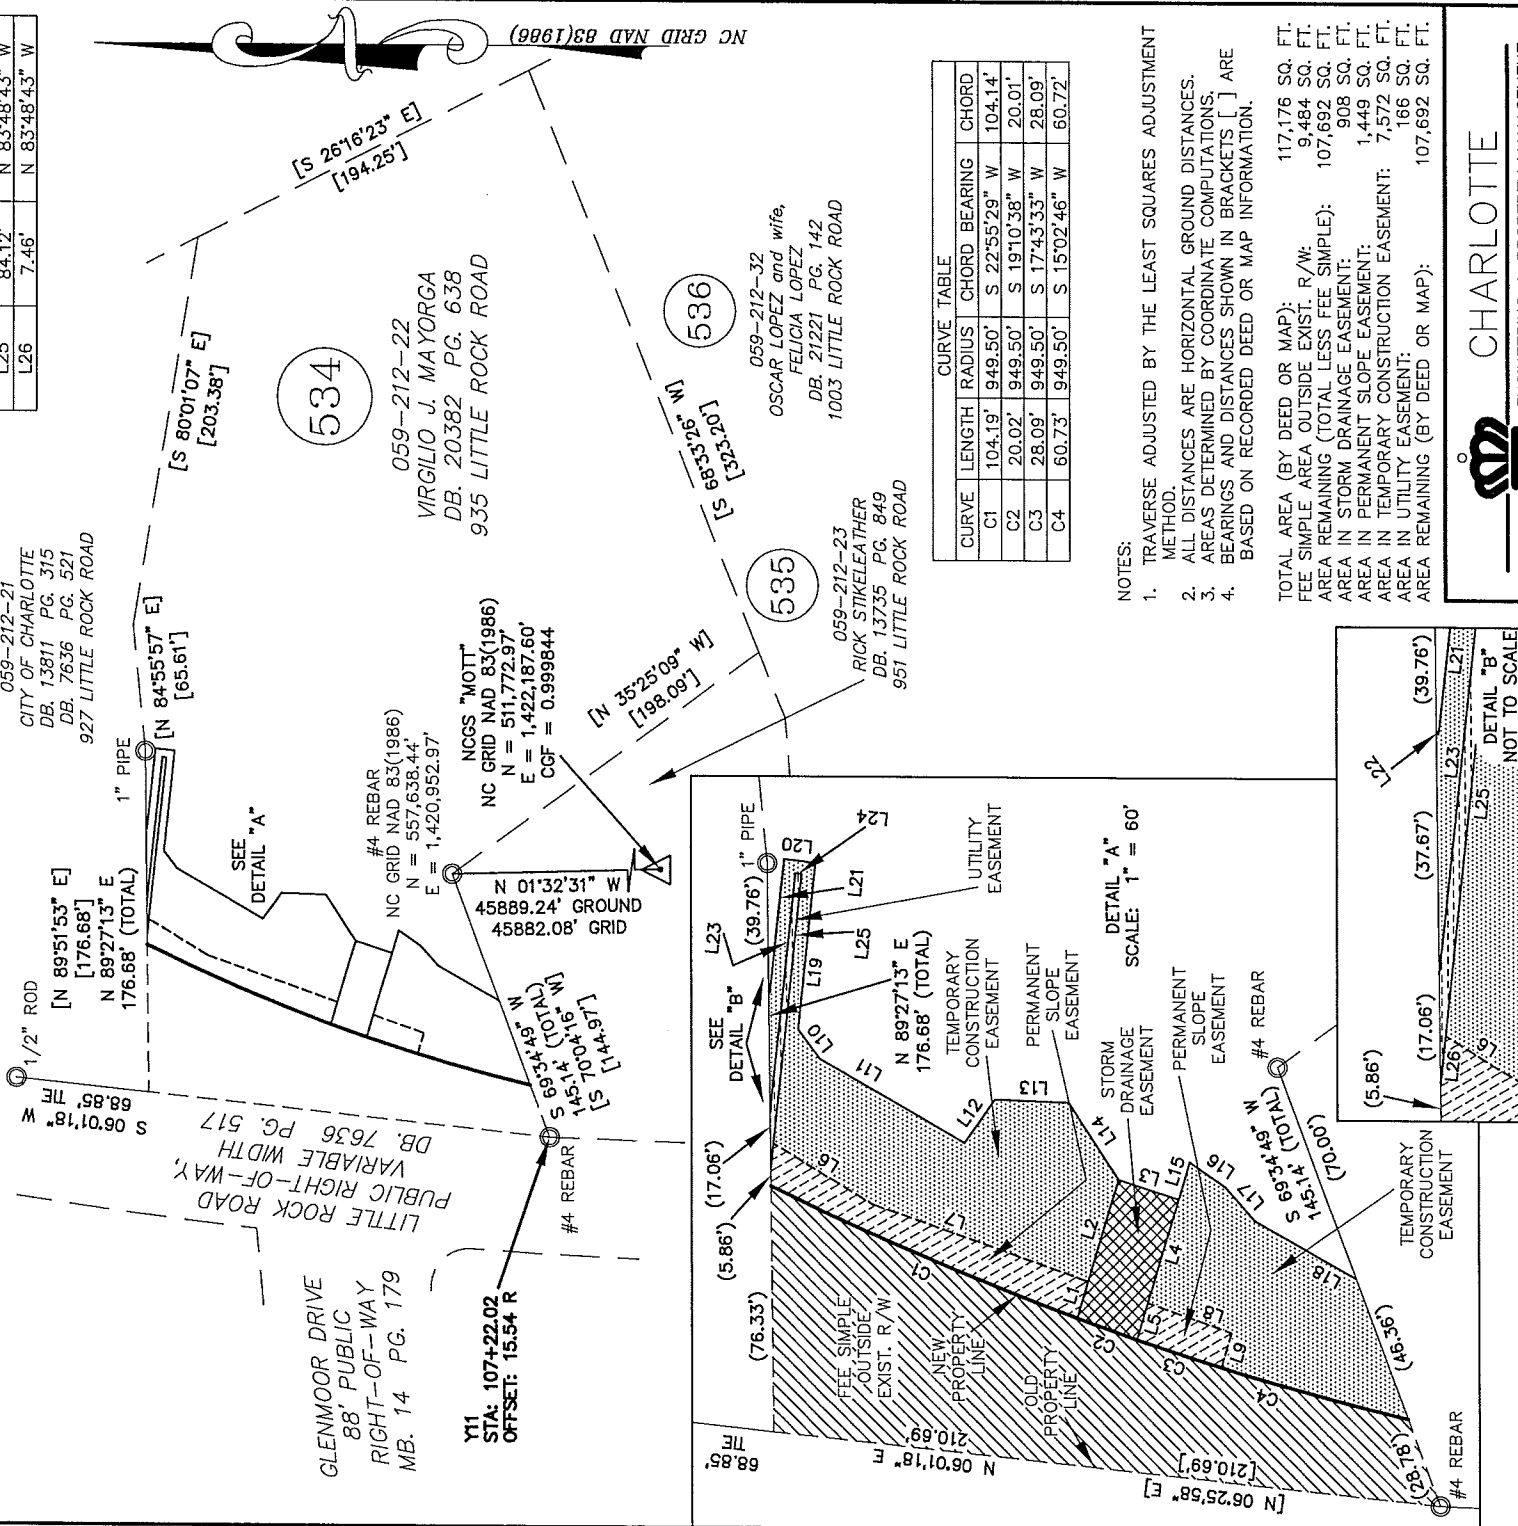 L25 84.12' N 83°48'43" W
L26 7.46' N 83°48'43" W
NC GRID NAD 83(1986)
059-212-21
CITY OF CHARLOTTE
DB. 13811 PG. 315
DB. 7636 PG. 521
927 LITTLE ROCK ROAD
[S 26°16'23" E]
[194.25']
[S 80°01'07" E]
[203.38']
534
059-212-22
VIRGILIO J. MAYORGA
DB. 20382 PG. 638
935 LITTLE ROCK ROAD
[N 84°55'57" E]
[65.61']
1" PIPE
[N 89°51'53" E]
[176.68']
N 89°27'13" E
176.68' (TOTAL)
1/2" ROD
SEE
DETAIL "A"
S 06°01'18" W
68.85' TIE
LITTLE ROCK ROAD
PUBLIC RIGHT-OF-WAY,
VARIABLE WIDTH
DB. 7636 PG. 517
#4 REBAR
NC GRID NAD 83(1986)
N = 557,638.44'
E = 1,420,952.97'
NCGS "MOTT"
NC GRID NAD 83(1986)
N = 511,772.97'
E = 1,422,187.60'
CGF = 0.999844
N 01°32'31" W
45889.24' GROUND
45882.08' GRID
S 69°34'49" W
145.14' (TOTAL)
[S 70°04'16" W]
[144.97']
#4 REBAR
Y11
STA: 107+22.02
OFFSET: 15.54 R
GLENMOOR DRIVE
88' PUBLIC
RIGHT-OF-WAY
MB. 14 PG. 179
[S 68°33'26" W]
[323.20']
[N 35°25'09" W]
[198.09']
536
059-212-32
OSCAR LOPEZ and wife,
FELICIA LOPEZ
DB. 21221 PG. 142
1003 LITTLE ROCK ROAD
535
059-212-23
RICK STIKELEATHER
DB. 13735 PG. 849
951 LITTLE ROCK ROAD
CURVE TABLE
CURVE LENGTH RADIUS CHORD BEARING CHORD
C1 104.19' 949.50' S 22°55'29" W 104.14'
C2 20.02' 949.50' S 19°10'38" W 20.01'
C3 28.09' 949.50' S 17°43'33" W 28.09'
C4 60.73' 949.50' S 15°02'46" W 60.72'
NOTES:
1. TRAVERSE ADJUSTED BY THE LEAST SQUARES ADJUSTMENT
METHOD.
2. ALL DISTANCES ARE HORIZONTAL GROUND DISTANCES.
3. AREAS DETERMINED BY COORDINATE COMPUTATIONS.
4. BEARINGS AND DISTANCES SHOWN IN BRACKETS [ ] ARE
BASED ON RECORDED DEED OR MAP INFORMATION.
TOTAL AREA (BY DEED OR MAP): 117,176 SQ. FT.
FEE SIMPLE AREA OUTSIDE EXIST. R/W: 9,484 SQ. FT.
AREA REMAINING (TOTAL LESS FEE SIMPLE): 107,692 SQ. FT.
AREA IN STORM DRAINAGE EASEMENT: 908 SQ. FT.
AREA IN PERMANENT SLOPE EASEMENT: 1,449 SQ. FT.
AREA IN TEMPORARY CONSTRUCTION EASEMENT: 7,572 SQ. FT.
AREA IN UTILITY EASEMENT: 166 SQ. FT.
AREA REMAINING (BY DEED OR MAP): 107,692 SQ. FT.
CHARLOTTE
68.85'
TIE
(76.33')
(5.86')
(17.06')
SEE
DETAIL "B"
L23
(39.76')
1" PIPE
L20
L24
L21
L25
L19
UTILITY
EASEMENT
N 89°27'13" E
176.68' (TOTAL)
L10
L11
L12
L13
L14
L6
L7
TEMPORARY
CONSTRUCTION
EASEMENT
PERMANENT
SLOPE
EASEMENT
DETAIL "A"
SCALE: 1" = 60'
STORM
DRAINAGE
EASEMENT
PERMANENT
SLOPE
EASEMENT
C1
L1
L2
L3
L4
L5
C2
C3
C4
L8
L9
L15
L16
L17
L18
FEE SIMPLE
OUTSIDE
EXIST. R/W
NEW
PROPERTY
LINE
OLD
PROPERTY
LINE
N 06°01'18" E
210.69'
[N 06°25'58" E]
[210.69']
#4 REBAR
S 69°34'49" W
145.14' (TOTAL)
(70.00')
(46.36')
(28.78')
#4 REBAR
TEMPORARY
CONSTRUCTION
EASEMENT
(5.86')
(17.06')
(37.67')
(39.76')
L22
L26
L6
L23
L25
L21
DETAIL "B"
NOT TO SCALE